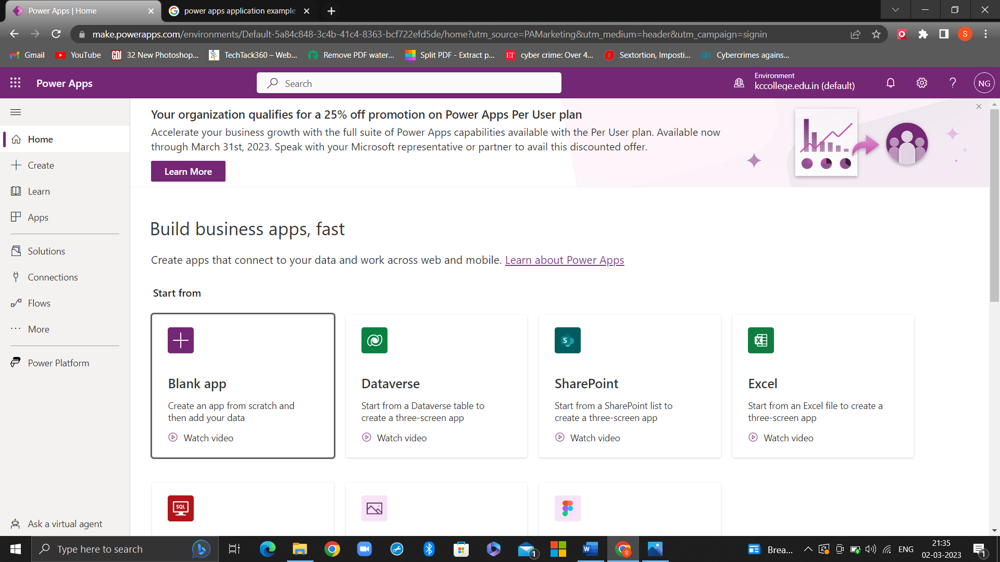 Power Apps | Home
power apps application example
make.powerapps.com/environments/Default-5a84c848-3c4b-41c4-8363-bcf722efd5de/home?utm_source=PAMarketing&utm_medium=header&utm_campaign=signin
S
Gmail
YouTube
GDJ
32 New Photoshop...
TechTack360 – Web...
Remove PDF water...
Split PDF - Extract p...
ET
cyber crime: Over 4...
Sextortion, Imposti...
DH
Cybercrimes agains...
Power Apps
Search
Environment
kccollege.edu.in (default)
NG
Your organization qualifies for a 25% off promotion on Power Apps Per User plan
Accelerate your business growth with the full suite of Power Apps capabilities available with the Per User plan. Available now
through March 31st, 2023. Speak with your Microsoft representative or partner to avail this discounted offer.
Learn More
Home
Create
Learn
Apps
Solutions
Connections
Flows
More
Power Platform
Ask a virtual agent
Build business apps, fast
Create apps that connect to your data and work across web and mobile. Learn about Power Apps
Start from
Blank app
Create an app from scratch and
then add your data
Watch video
Dataverse
Start from a Dataverse table to
create a three-screen app
Watch video
S
SharePoint
Start from a SharePoint list to
create a three-screen app
Watch video
X
Excel
Start from an Excel file to create a
three-screen app
Watch video
SQL
Type here to search
1
W
S
Brea...
ENG
21:35
02-03-2023
1